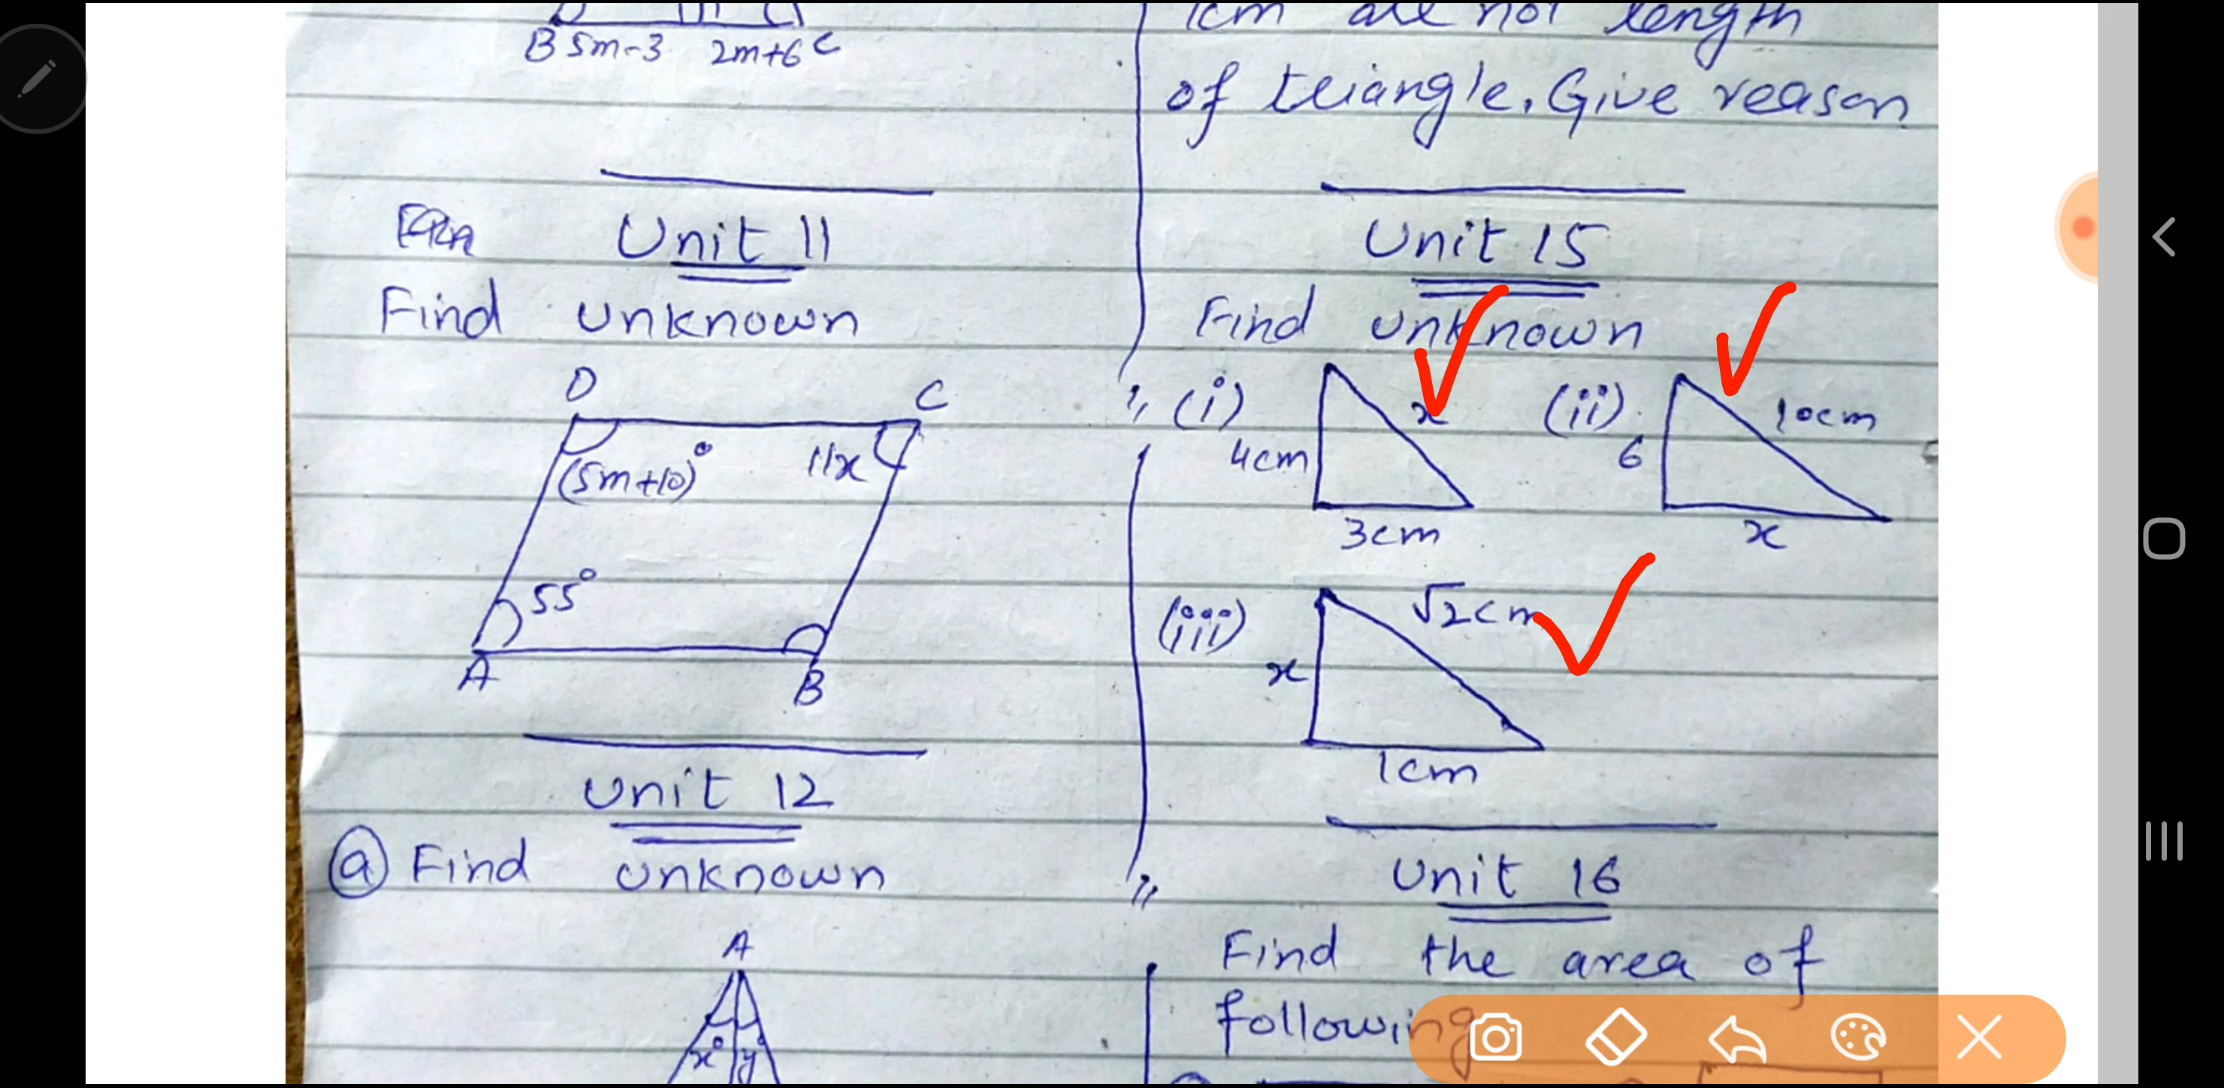 B 5m-3 2m+6 C
Unit 11
Find unknown
D C
(5m+10)° 11x
55°
A B
Unit 12
(a) Find unknown
A
x° y°
1cm are not length
of triangle. Give reason
Unit 15
Find unknown
(i) x (ii) 10cm
4cm 6
3cm x
(iii) √2cm
x
1cm
Unit 16
Find the area of
following